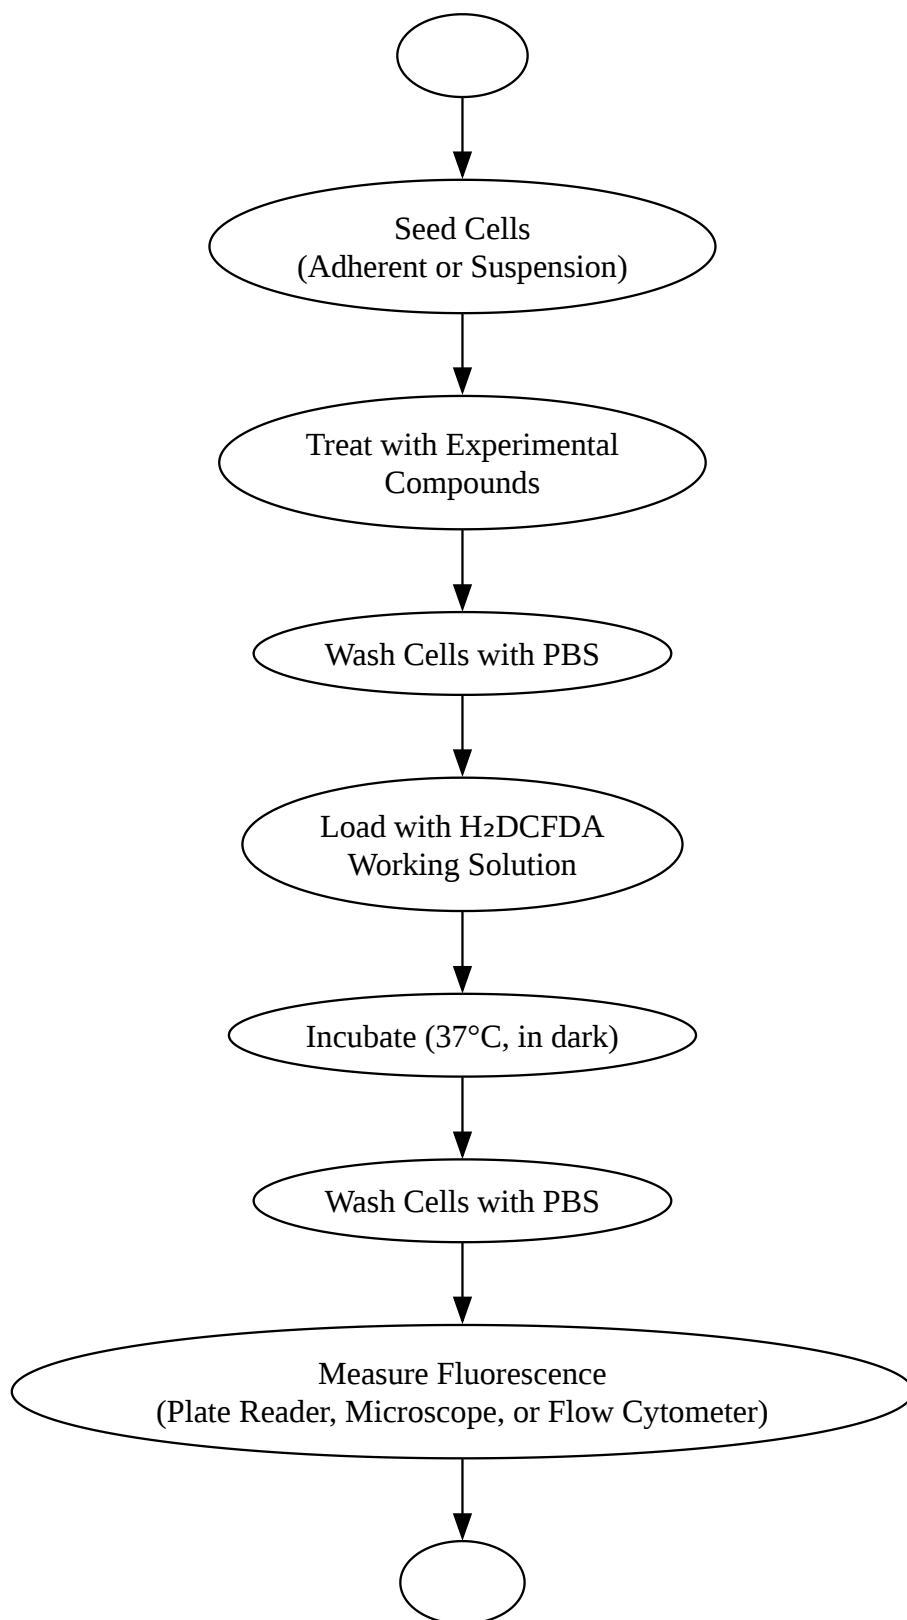 Seed Cells
(Adherent or Suspension)
Treat with Experimental
Compounds
Wash Cells with PBS
Load with H₂DCFDA
Working Solution
Incubate (37°C, in dark)
Wash Cells with PBS
Measure Fluorescence
(Plate Reader, Microscope, or Flow Cytometer)